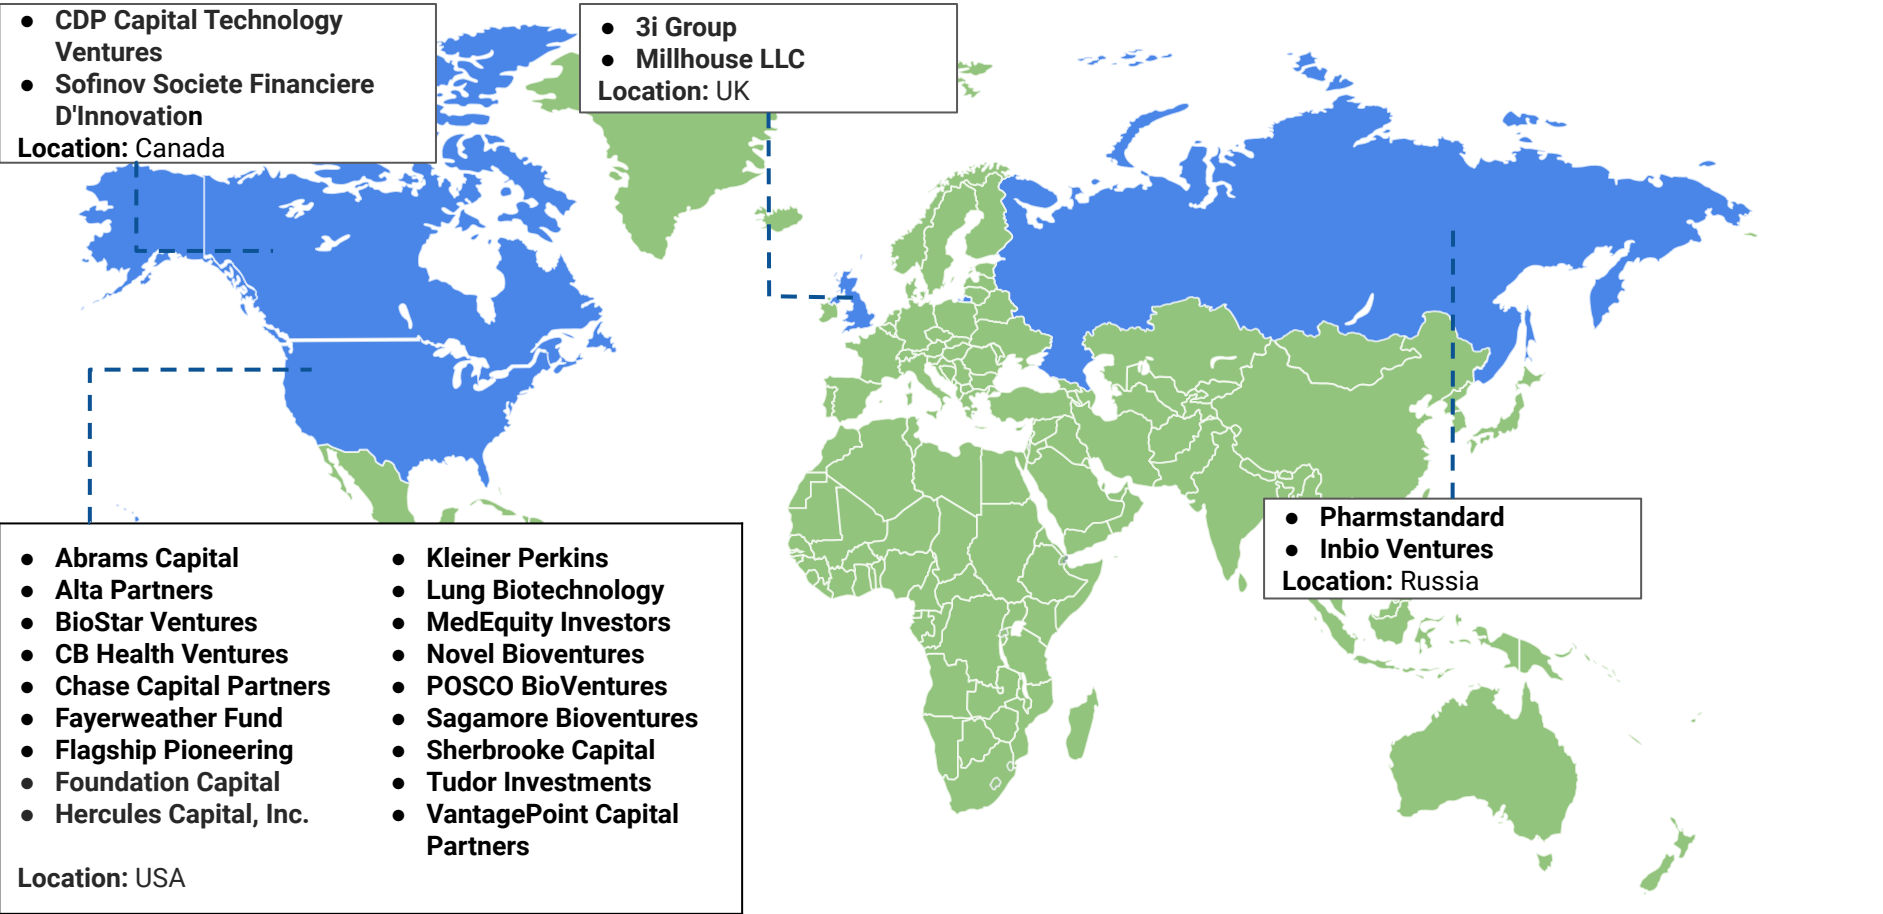 ● CDP Capital Technology
Ventures
● Sofinov Societe Financiere
D'Innovation
Location: Canada
● 3i Group
● Millhouse LLC
Location: UK
● Pharmstandard
● Inbio Ventures
Location: Russia
● Abrams Capital
● Alta Partners
● BioStar Ventures
● CB Health Ventures
● Chase Capital Partners
● Fayerweather Fund
● Flagship Pioneering
● Foundation Capital
● Hercules Capital, Inc.
● Kleiner Perkins
● Lung Biotechnology
● MedEquity Investors
● Novel Bioventures
● POSCO BioVentures
● Sagamore Bioventures
● Sherbrooke Capital
● Tudor Investments
● VantagePoint Capital
Partners
Location: USA